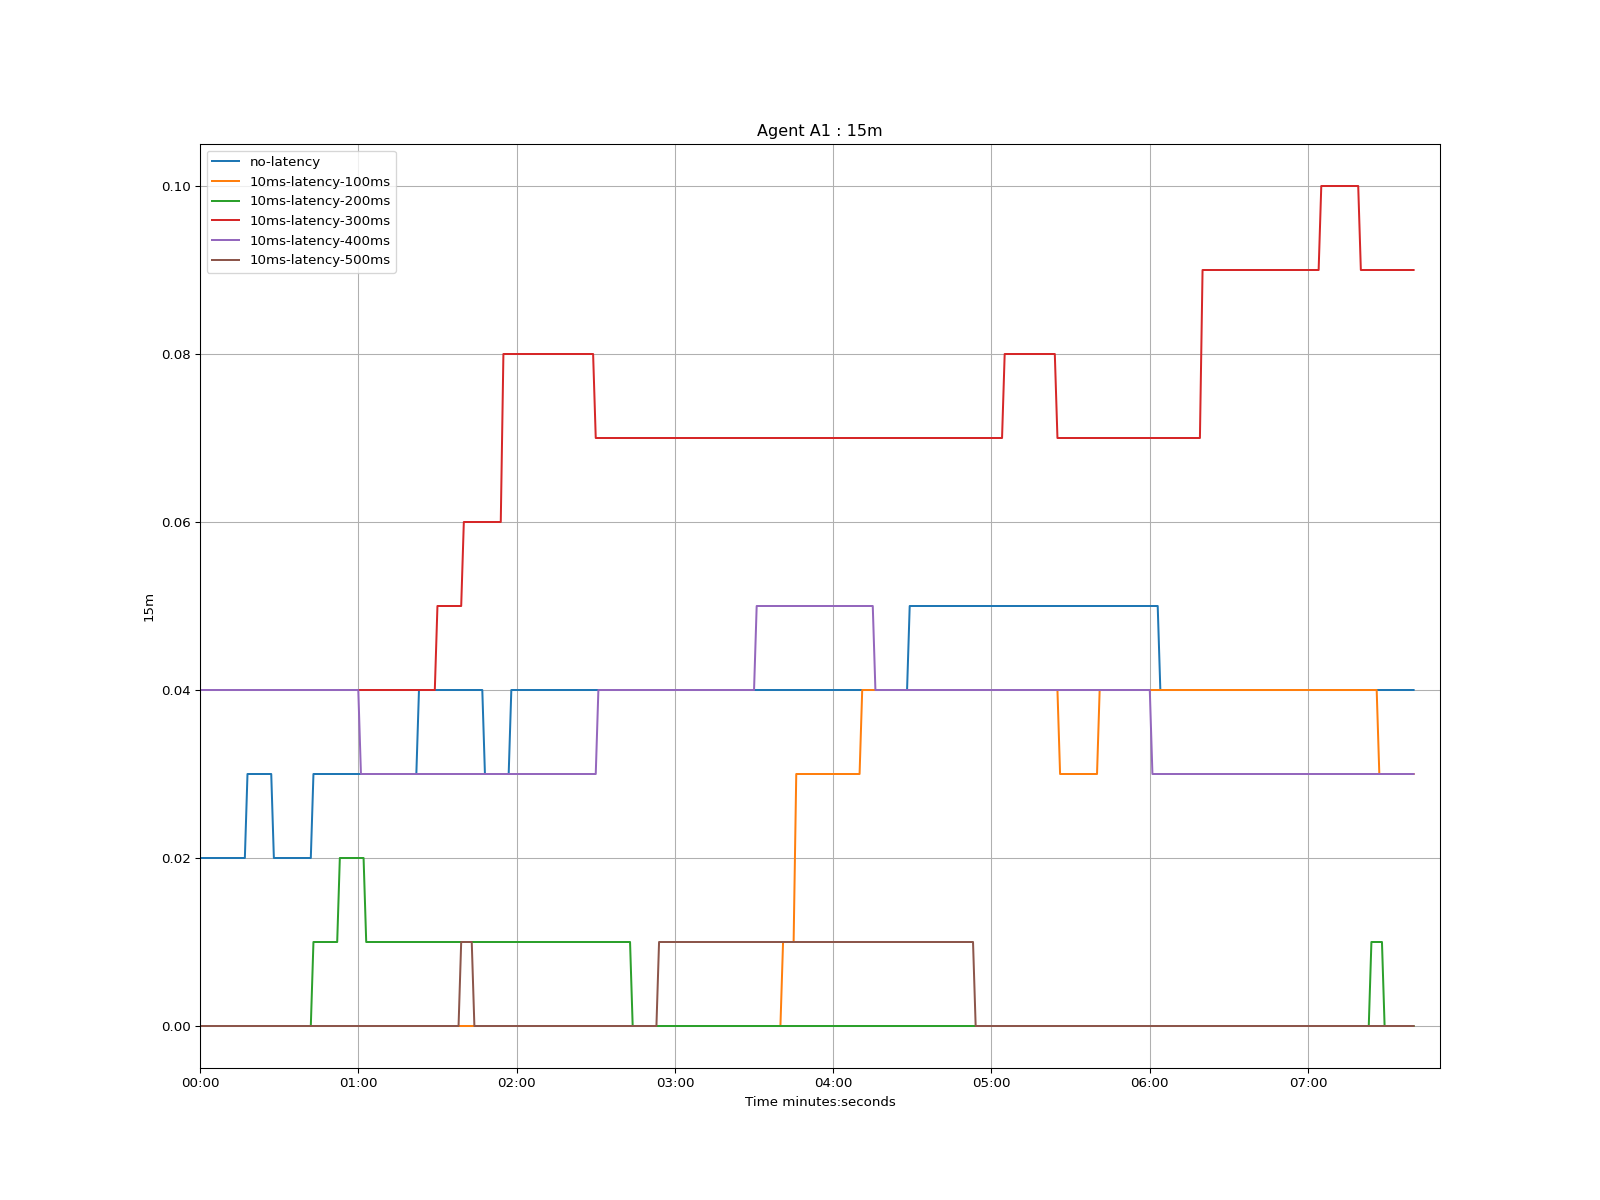 Agent A1 : 15m
no-latency
10ms-latency-100ms
10ms-latency-200ms
10ms-latency-300ms
10ms-latency-400ms
10ms-latency-500ms
0.10
0.08
0.06
0.04
0.02
0.00
15m
00:00 01:00 02:00 03:00 04:00 05:00 06:00 07:00
Time minutes:seconds